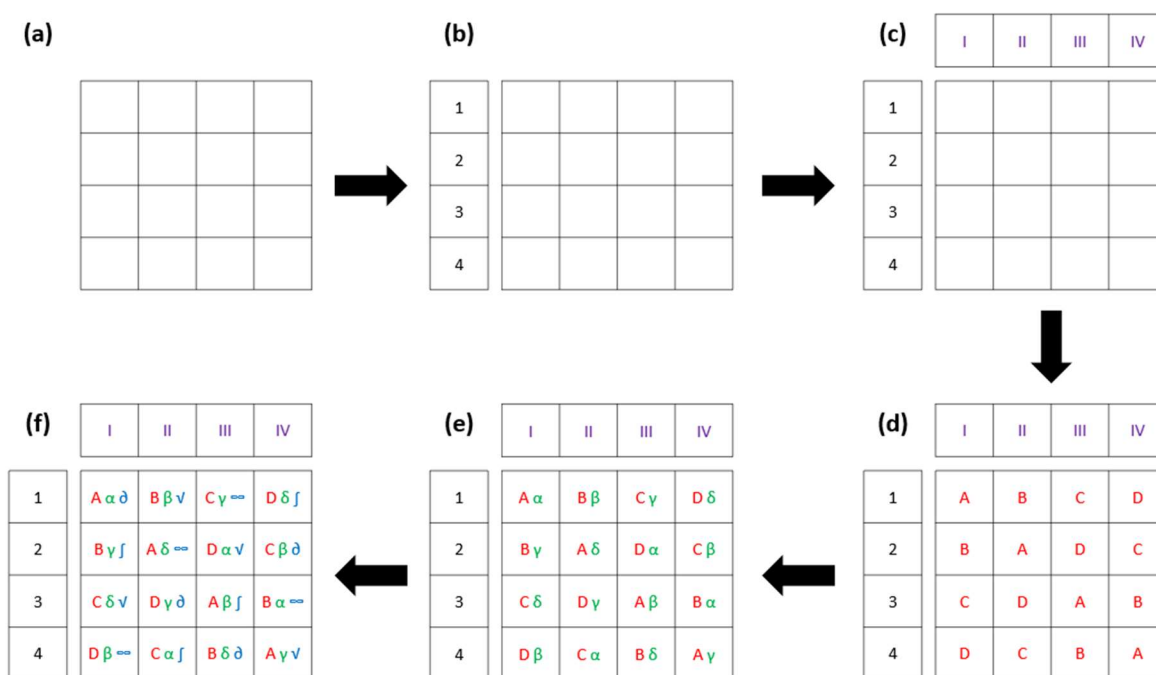 (a)
(b)
1
2
3
4
(c)
I II III IV
1
2
3
4
(f)
I II III IV
1 A α ∂ B β √ C γ ∞ D δ ∫
2 B γ ∫ A δ ∞ D α √ C β ∂
3 C δ √ D γ ∂ A β ∫ B α ∞
4 D β ∞ C α ∫ B δ ∂ A γ √
(e)
I II III IV
1 A α B β C γ D δ
2 B γ A δ D α C β
3 C δ D γ A β B α
4 D β C α B δ A γ
(d)
I II III IV
1 A B C D
2 B A D C
3 C D A B
4 D C B A